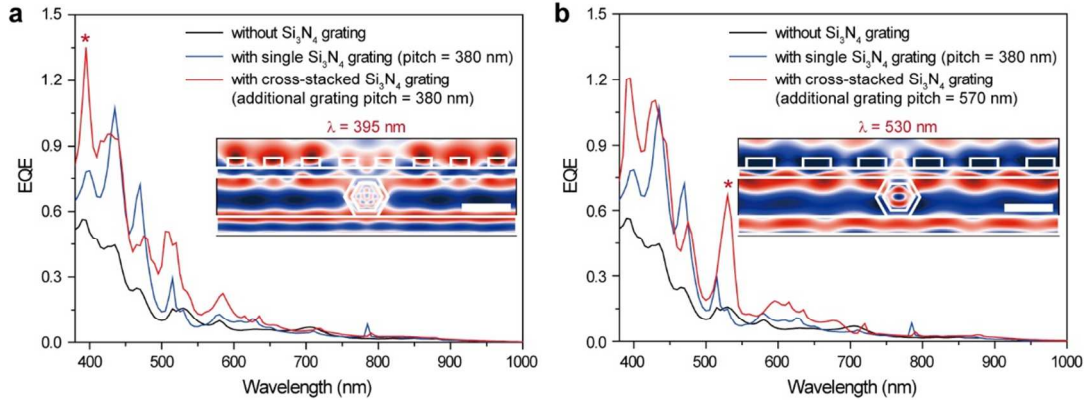 a
1.5
1.2
0.9
0.6
0.3
0.0
EQE
400
500
600
700
800
900
1000
Wavelength (nm)
without Si₃N₄ grating
with single Si₃N₄ grating (pitch = 380 nm)
with cross-stacked Si₃N₄ grating
(additional grating pitch = 380 nm)
λ = 395 nm
*
b
1.5
1.2
0.9
0.6
0.3
0.0
EQE
400
500
600
700
800
900
1000
Wavelength (nm)
without Si₃N₄ grating
with single Si₃N₄ grating (pitch = 380 nm)
with cross-stacked Si₃N₄ grating
(additional grating pitch = 570 nm)
λ = 530 nm
*